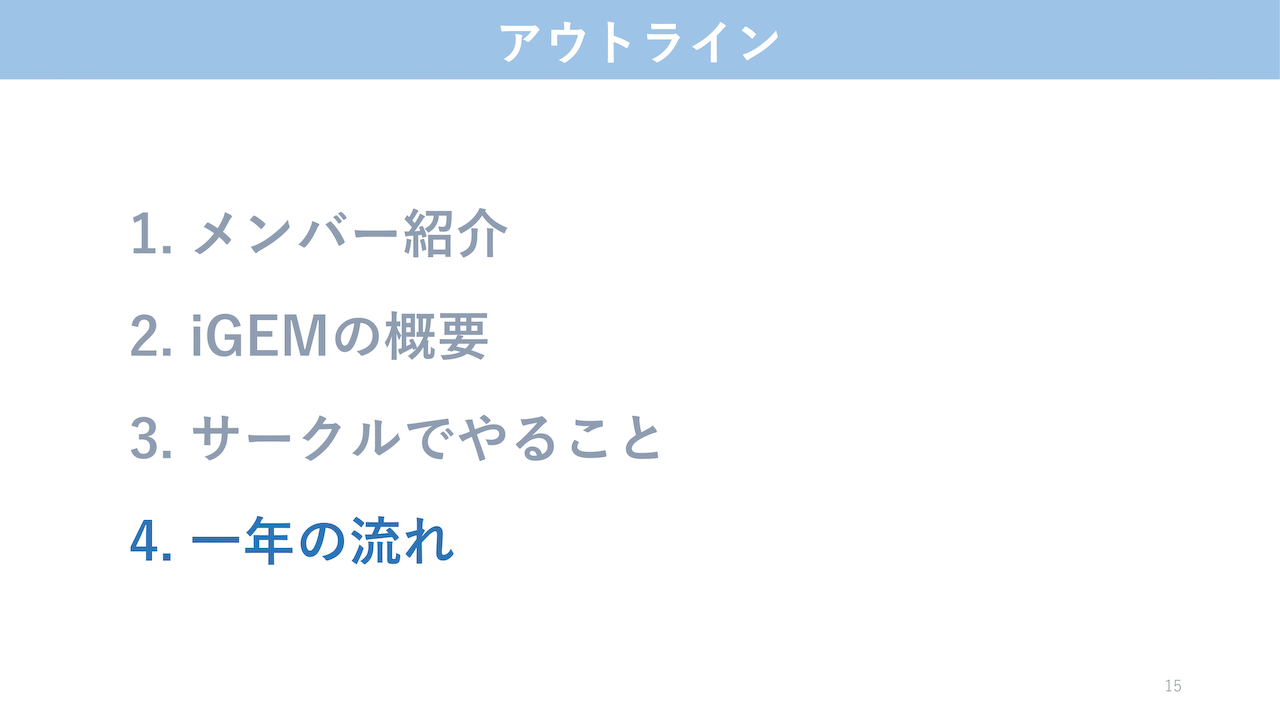 アウトライン
1. メンバー紹介
2. iGEMの概要
3. サークルでやること
4. 一年の流れ
15